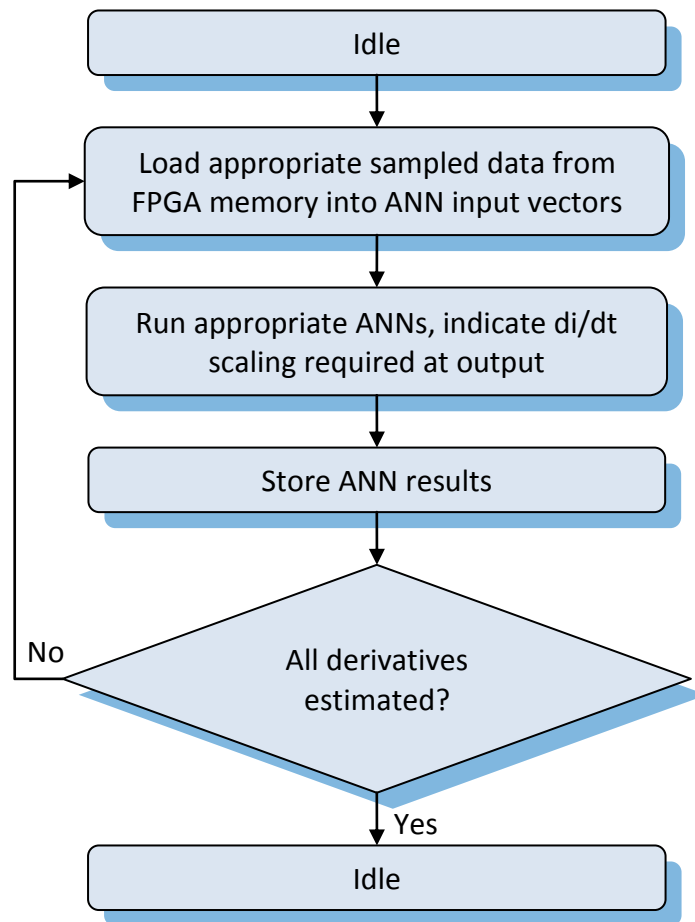 Idle
Load appropriate sampled data from
FPGA memory into ANN input vectors
Run appropriate ANNs, indicate di/dt
scaling required at output
Store ANN results
No
All derivatives
estimated?
Yes
Idle